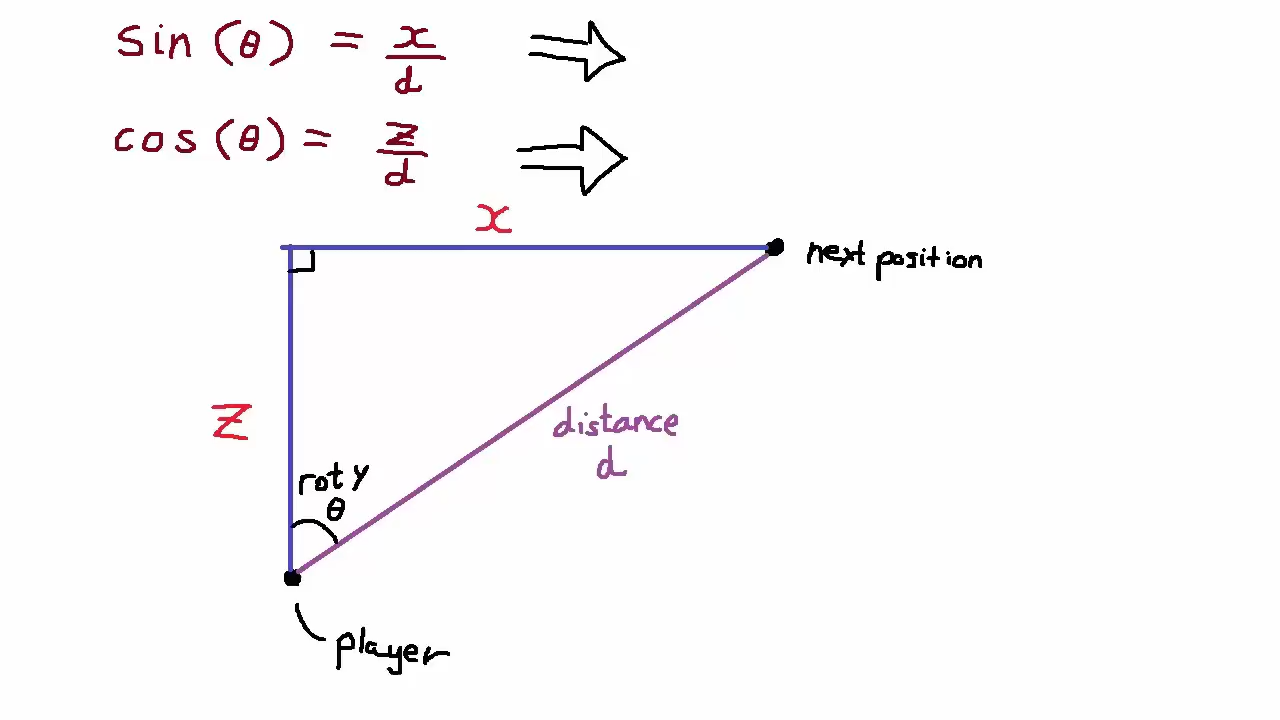 sin (θ) = x/d
cos (θ) = z/d
x
next position
z
distance
d
rot y
θ
player